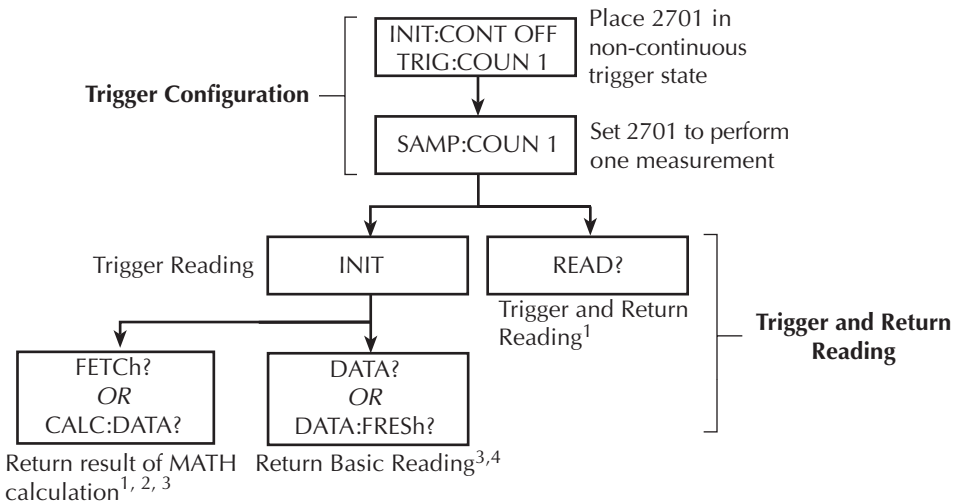 INIT:CONT OFF
TRIG:COUN 1
Place 2701 in
non-continuous
trigger state
Trigger Configuration
SAMP:COUN 1
Set 2701 to perform
one measurement
Trigger Reading
INIT
READ?
Trigger and Return
Reading¹
Trigger and Return
Reading
FETCh?
OR
CALC:DATA?
DATA?
OR
DATA:FRESh?
Return result of MATH
calculation¹, ², ³
Return Basic Reading³,⁴